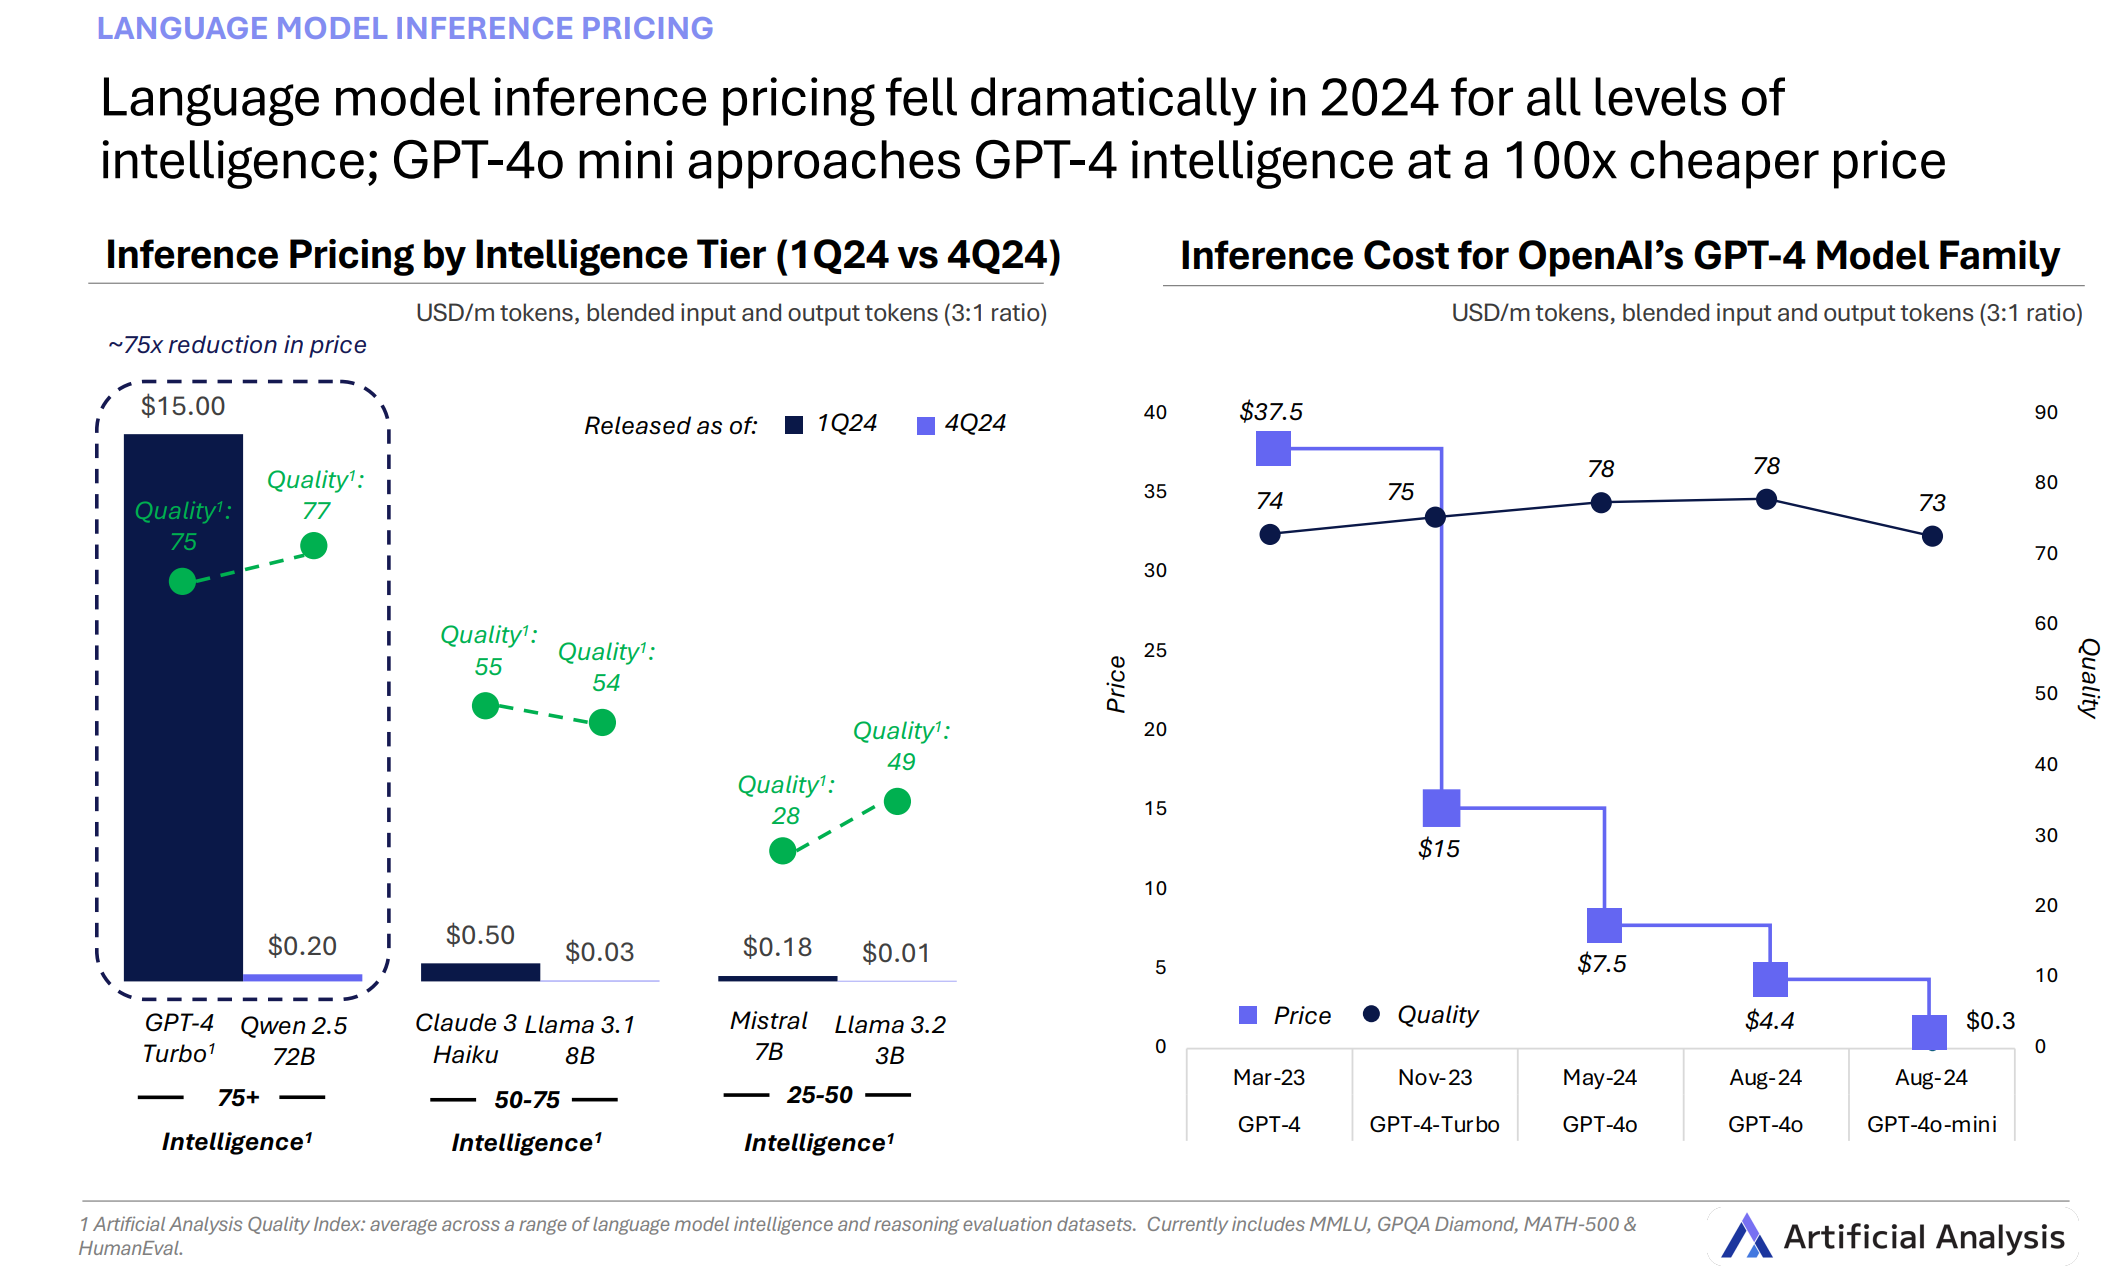 LANGUAGE MODEL INFERENCE PRICING
Language model inference pricing fell dramatically in 2024 for all levels of
intelligence; GPT-4o mini approaches GPT-4 intelligence at a 100x cheaper price
Inference Pricing by Intelligence Tier (1Q24 vs 4Q24)
USD/m tokens, blended input and output tokens (3:1 ratio)
~75x reduction in price
Released as of: 1Q24 4Q24
$15.00
Quality¹:
75
Quality¹:
77
$0.20
Quality¹:
55
Quality¹:
54
$0.50
$0.03
Quality¹:
28
Quality¹:
49
$0.18
$0.01
GPT-4
Turbo¹
Qwen 2.5
72B
Claude 3
Haiku
Llama 3.1
8B
Mistral
7B
Llama 3.2
3B
75+
Intelligence¹
50-75
Intelligence¹
25-50
Intelligence¹
Inference Cost for OpenAI’s GPT-4 Model Family
USD/m tokens, blended input and output tokens (3:1 ratio)
Price
40
35
30
25
20
15
10
5
0
$37.5
$15
$7.5
$4.4
$0.3
74
75
78
78
73
Quality
90
80
70
60
50
40
30
20
10
0
Price Quality
Mar-23
GPT-4
Nov-23
GPT-4-Turbo
May-24
GPT-4o
Aug-24
GPT-4o
Aug-24
GPT-4o-mini
1 Artificial Analysis Quality Index: average across a range of language model intelligence and reasoning evaluation datasets. Currently includes MMLU, GPQA Diamond, MATH-500 &
HumanEval.
Artificial Analysis